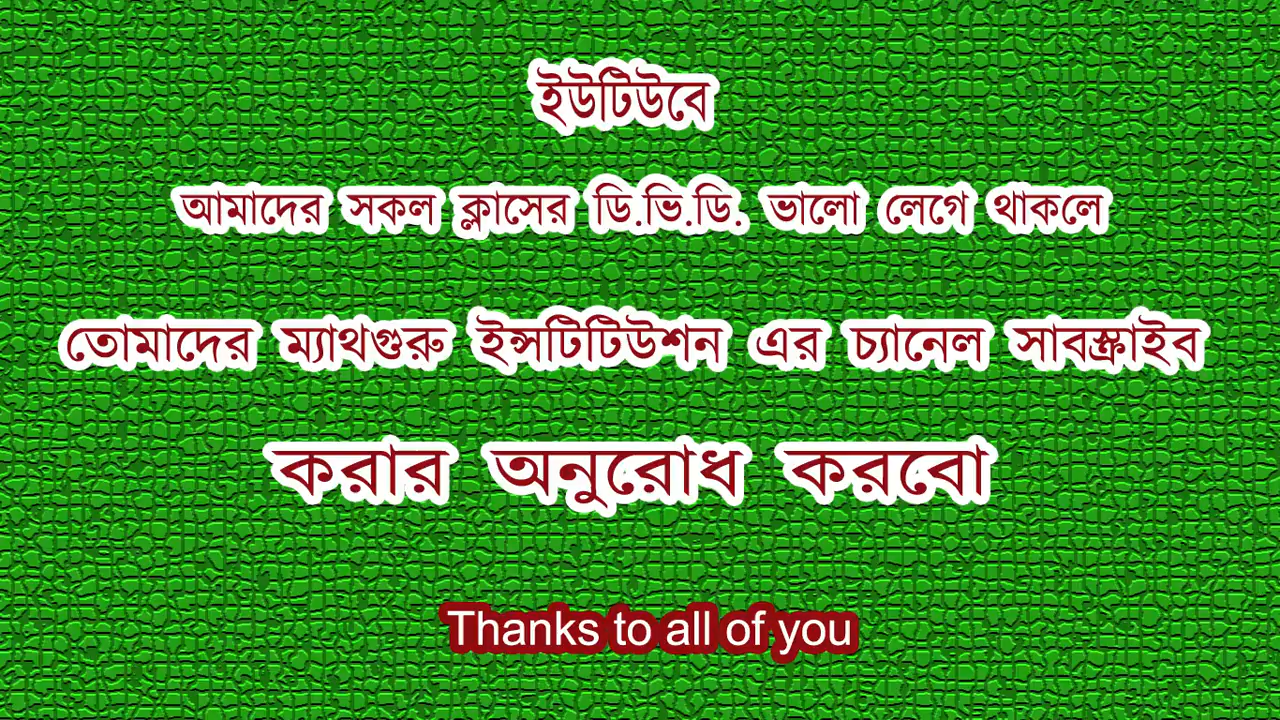 ইউটিউবে
আমাদের সকল ক্লাসের ডি.ভি.ডি. ভালো লেগে থাকলে
তোমাদের ম্যাথগুরু ইন্সটিটিউশন এর চ্যানেল সাবস্ক্রাইব
করার অনুরোধ করবো
Thanks to all of you